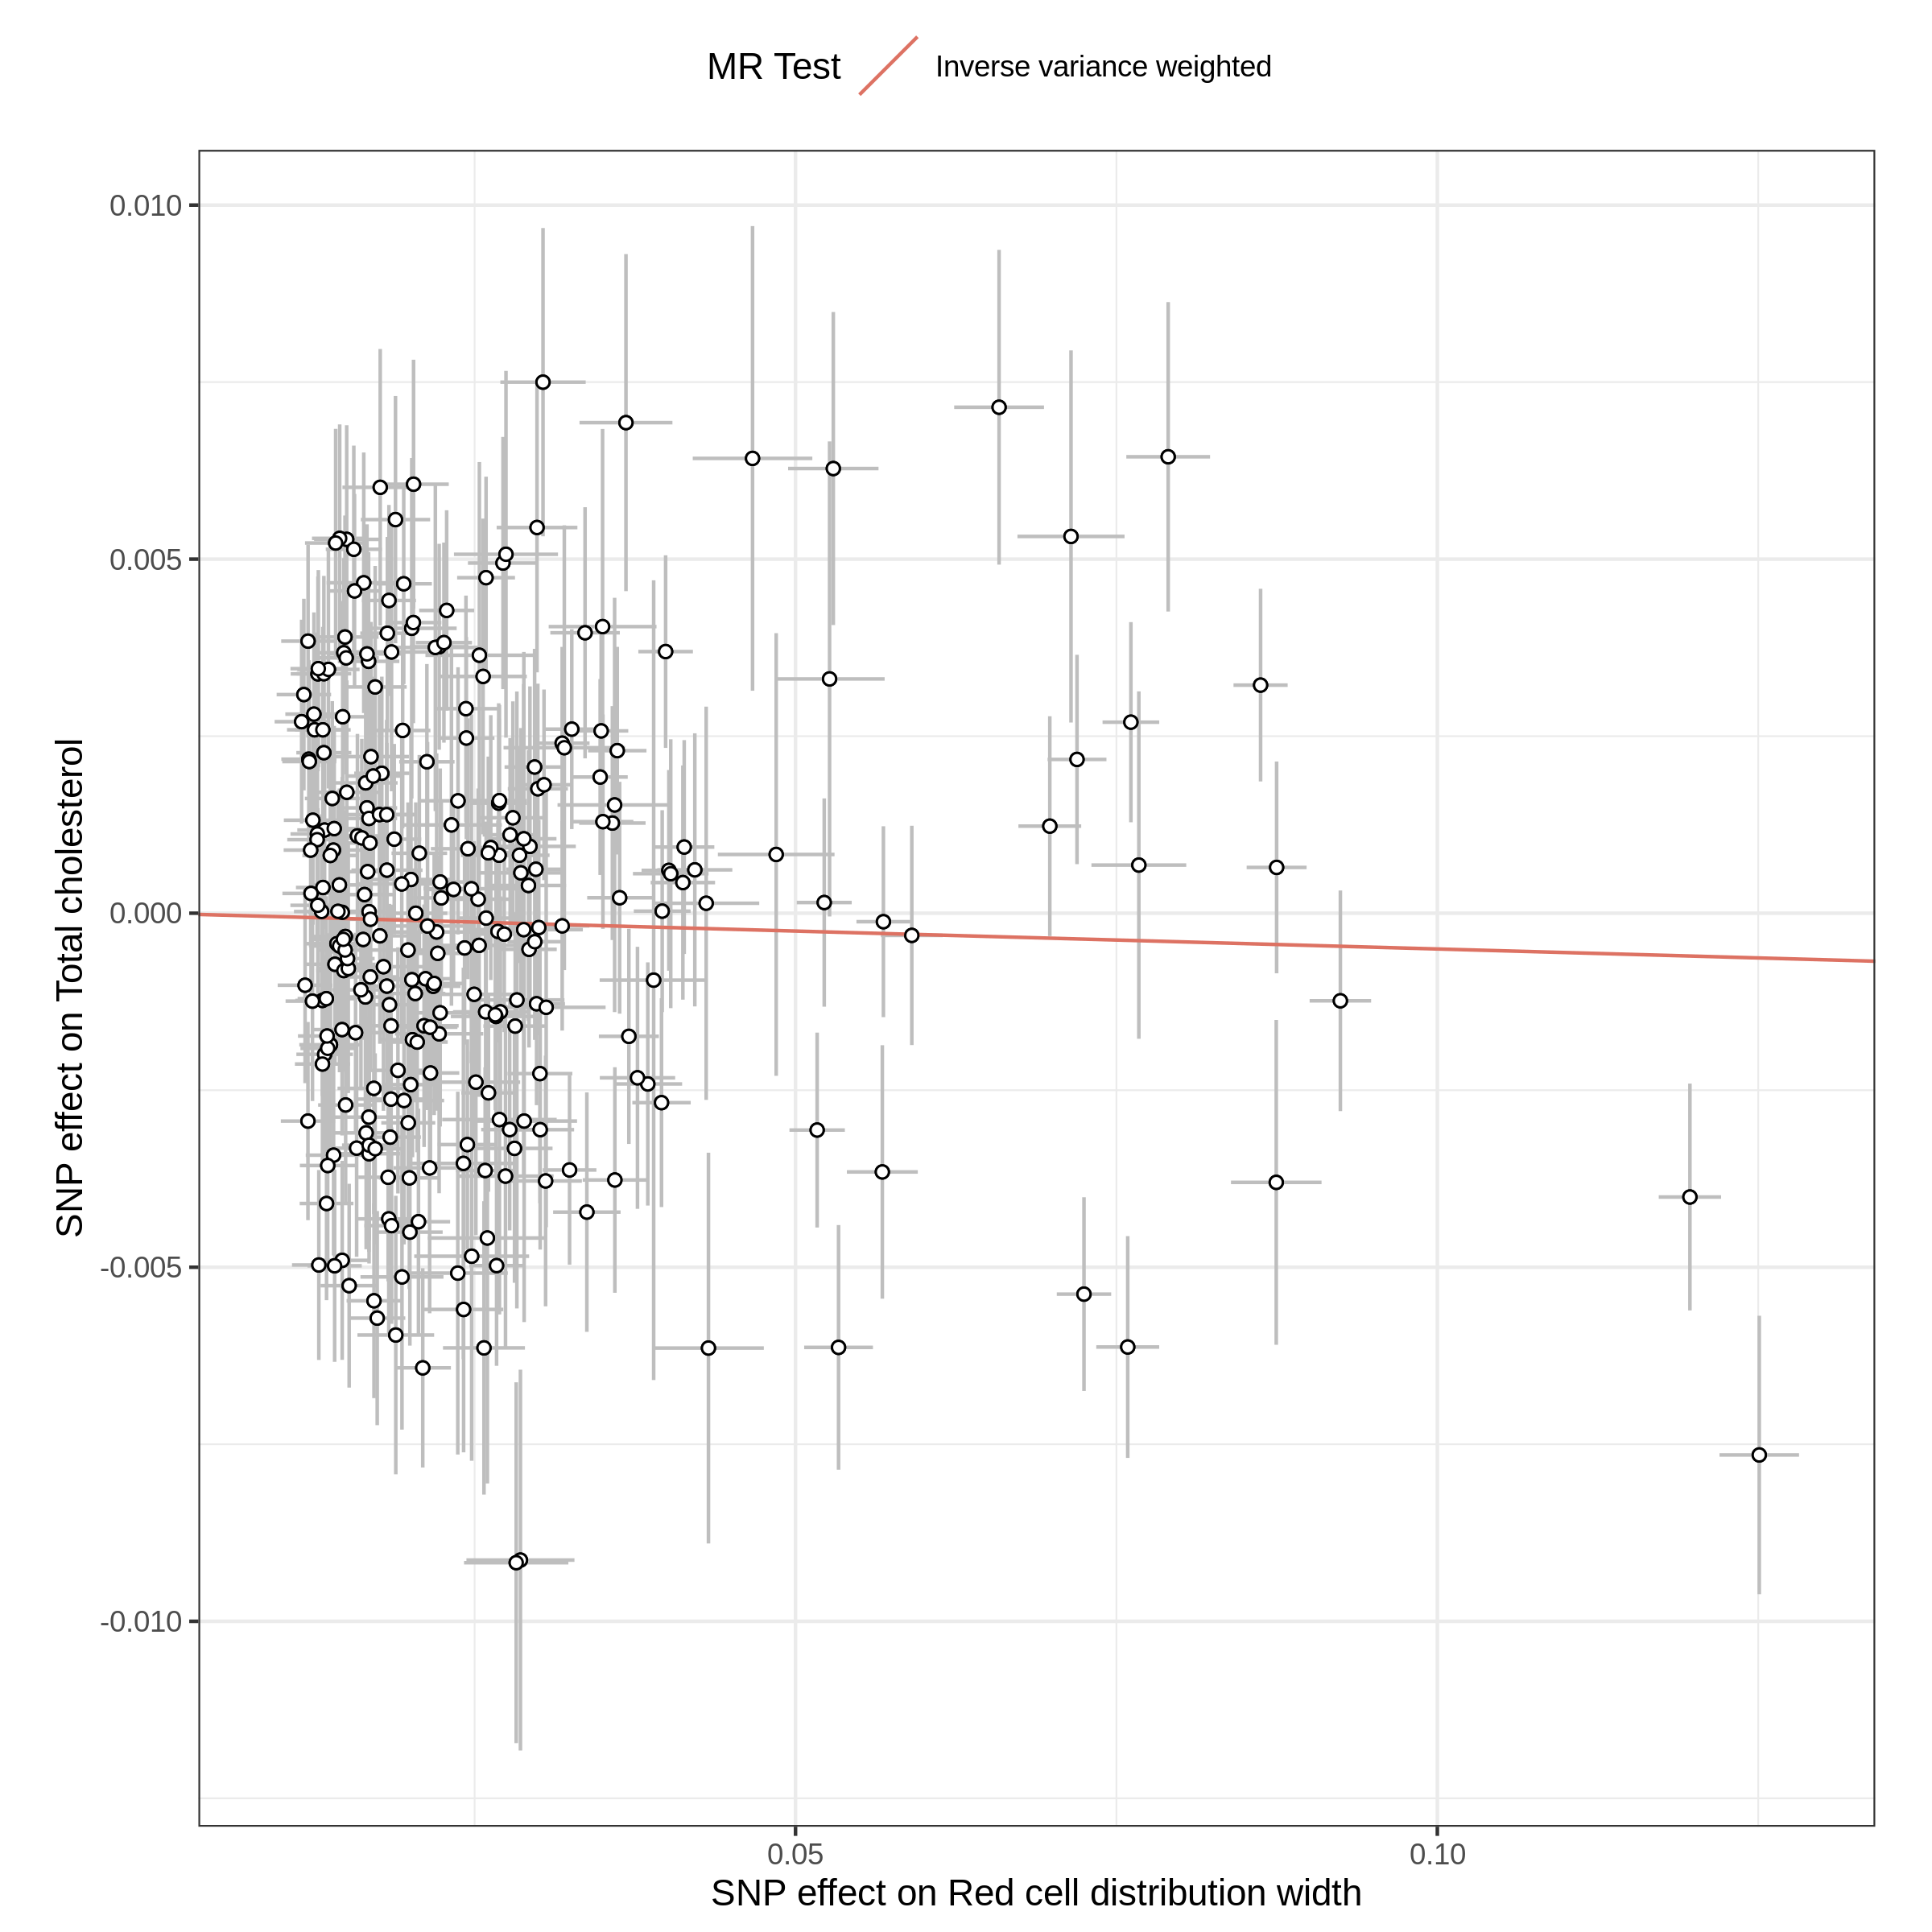 MR Test Inverse variance weighted
SNP effect on Total cholesterol
0.010
0.005
0.000
-0.005
-0.010
0.05 0.10
SNP effect on Red cell distribution width